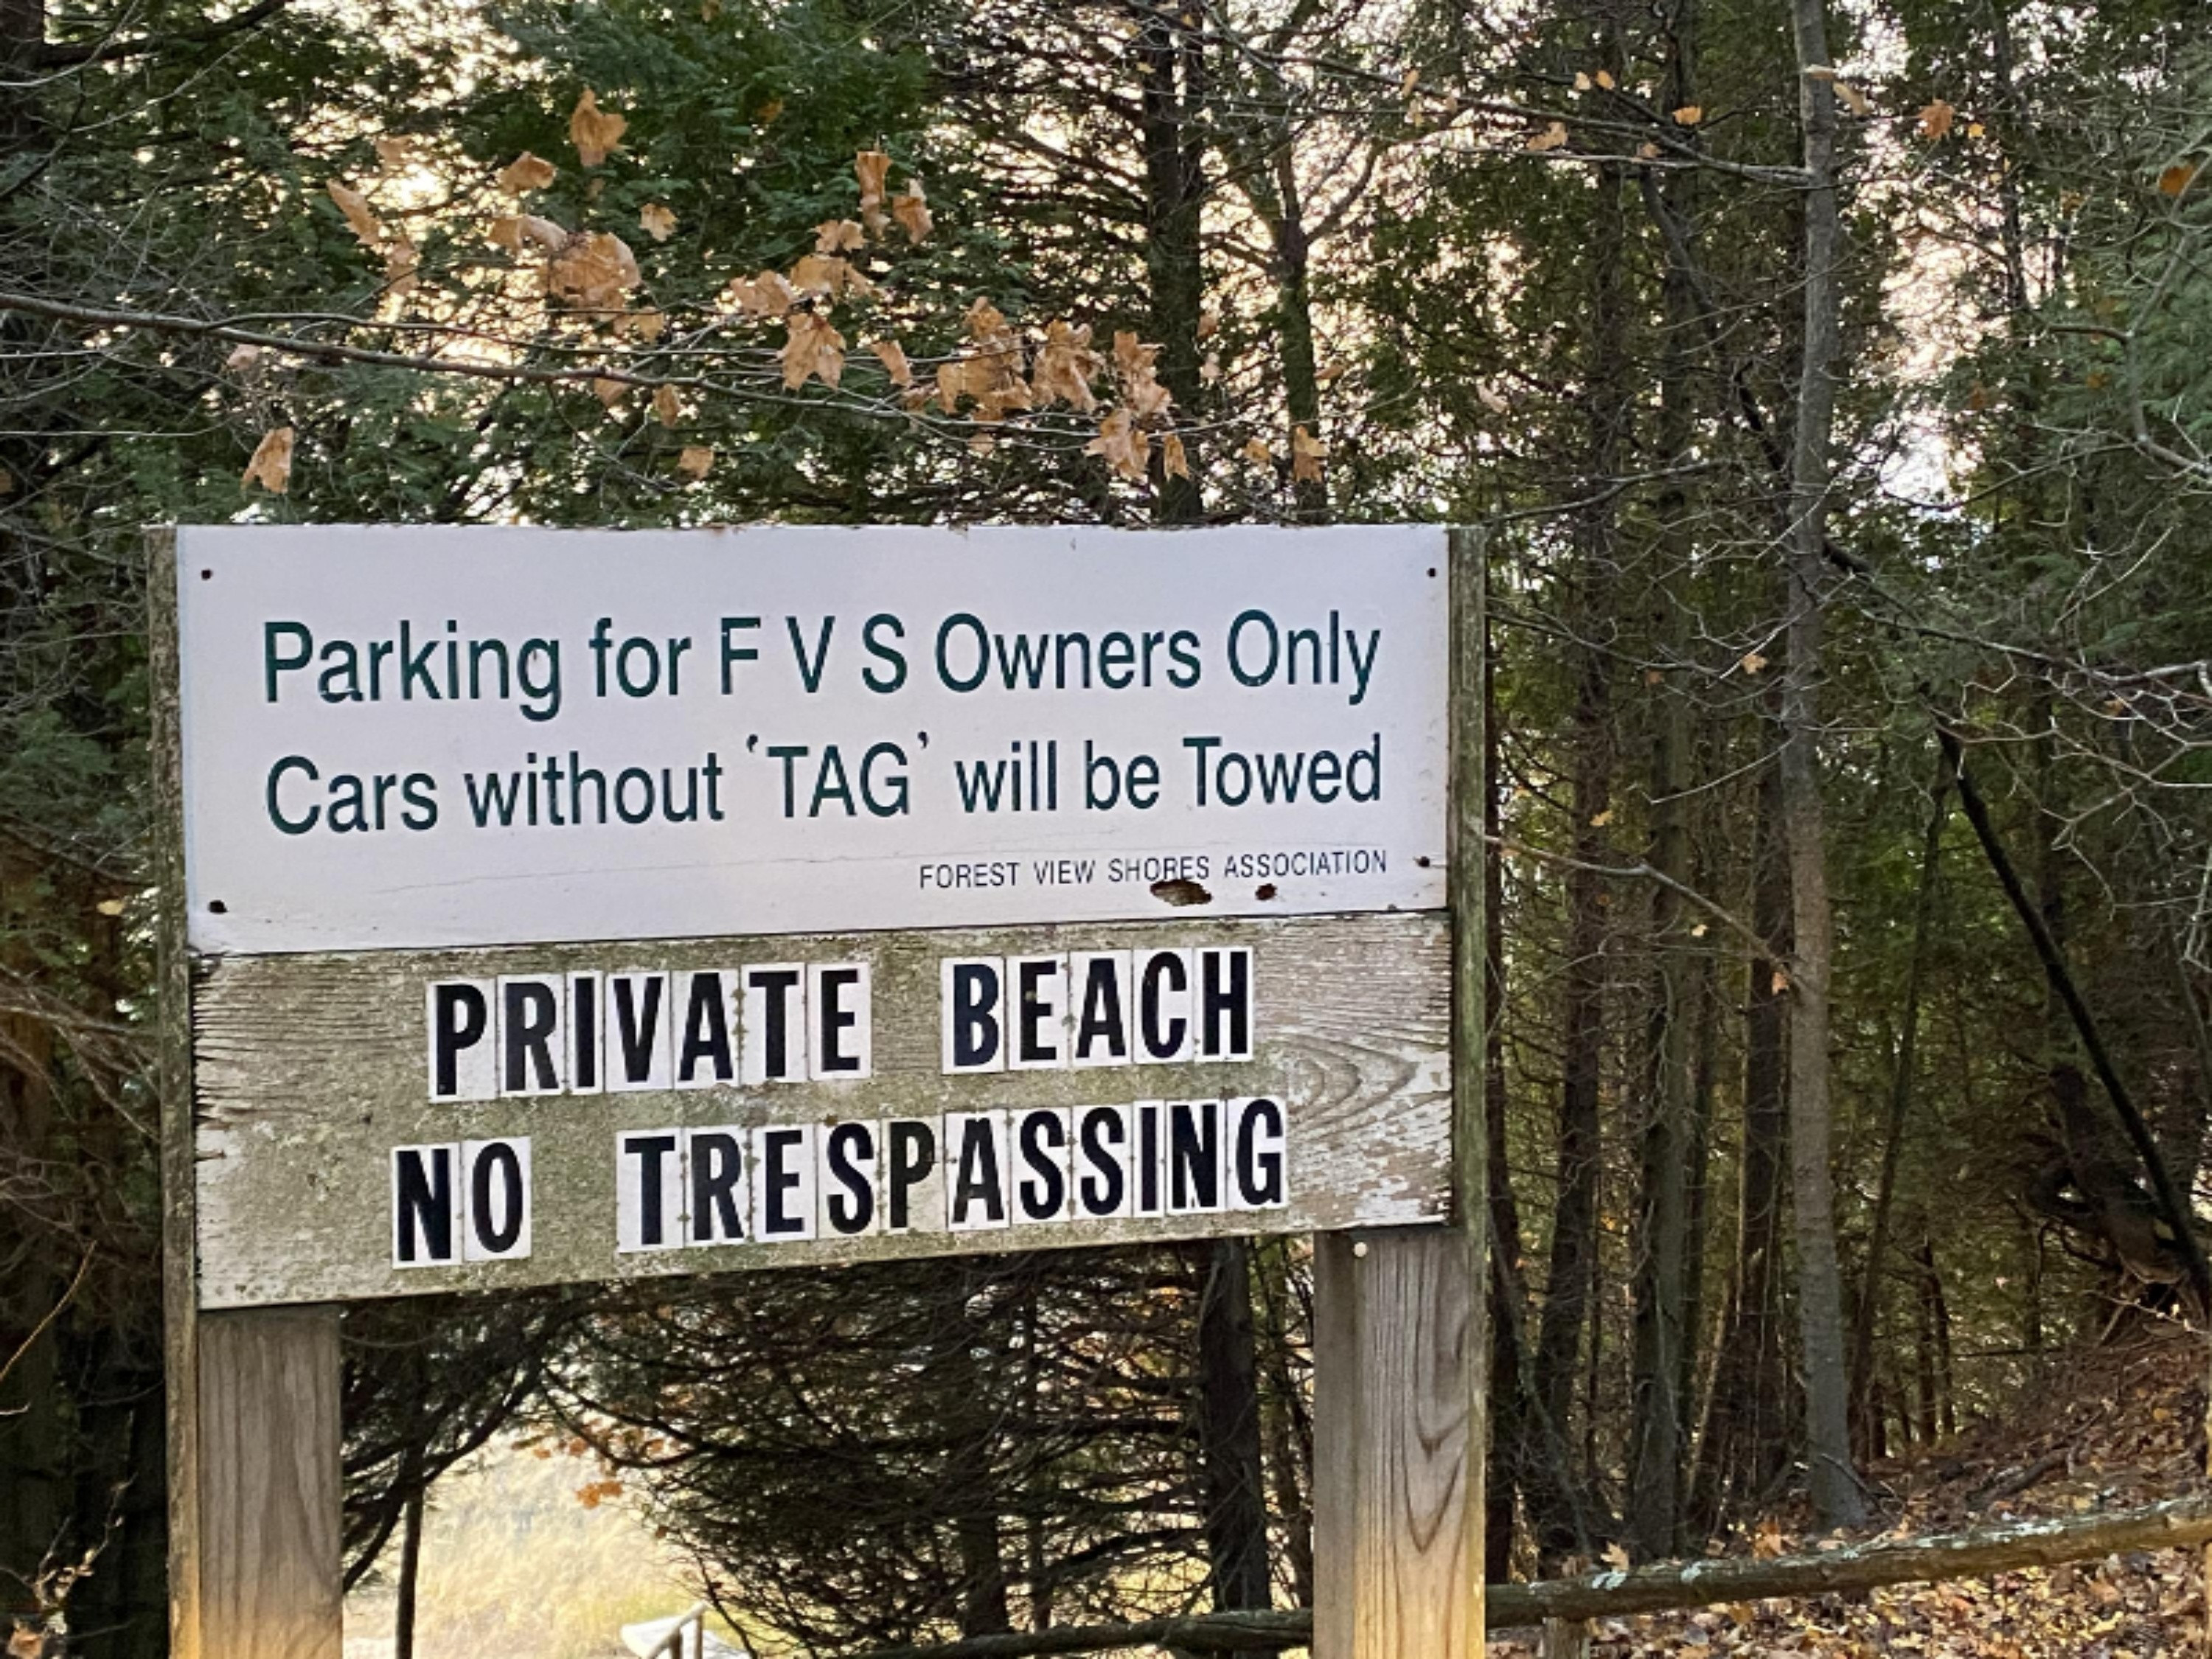 Parking for F V S Owners Only
Cars without 'TAG' will be Towed
FOREST VIEW SHORES ASSOCIATION
PRIVATE BEACH
NO TRESPASSING